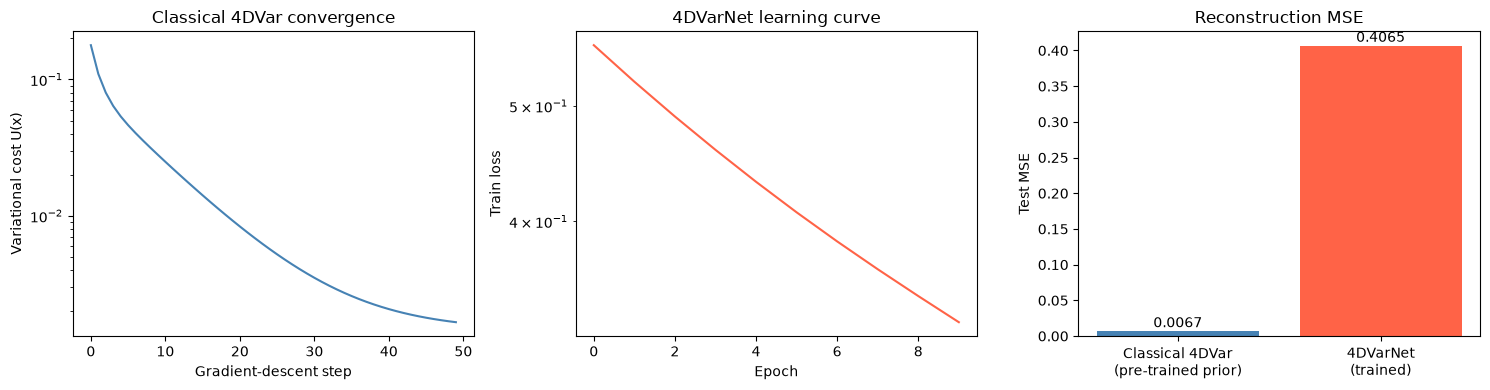 Classical 4DVar convergence
Variational cost U(x)
10⁻¹
10⁻²
0 10 20 30 40 50
Gradient-descent step
4DVarNet learning curve
Train loss
5 × 10⁻¹
4 × 10⁻¹
0 2 4 6 8
Epoch
Reconstruction MSE
Test MSE
0.40
0.35
0.30
0.25
0.20
0.15
0.10
0.05
0.00
0.0067
0.4065
Classical 4DVar
(pre-trained prior)
4DVarNet
(trained)